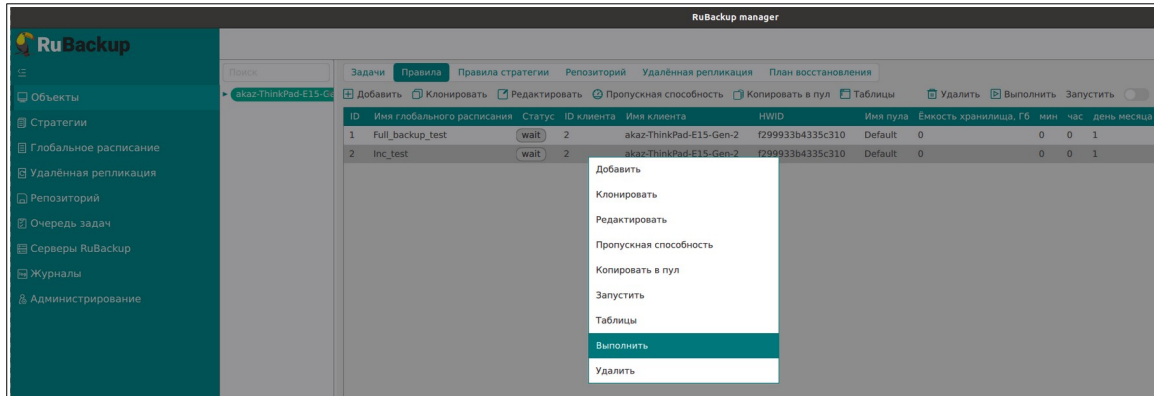 RuBackup manager
RuBackup
Объекты
Стратегии
Глобальное расписание
Удалённая репликация
Репозиторий
Очередь задач
Серверы RuBackup
Журналы
Администрирование
Поиск
akaz-ThinkPad-E15-Ge
Задачи Правила Правила стратегии Репозиторий Удалённая репликация План восстановления
Добавить Клонировать Редактировать Пропускная способность Копировать в пул Таблицы Удалить Выполнить Запустить
ID Имя глобального расписания Статус ID клиента Имя клиента HWID Имя пула Ёмкость хранилища, Гб мин час день месяца
1 Full_backup_test wait 2 akaz-ThinkPad-E15-Gen-2 f299933b4335c310 Default 0 0 0 1
2 Inc_test wait 2 akaz-ThinkPad-E15-Gen-2 f299933b4335c310 Default 0 0 0 1
Добавить
Клонировать
Редактировать
Пропускная способность
Копировать в пул
Запустить
Таблицы
Выполнить
Удалить